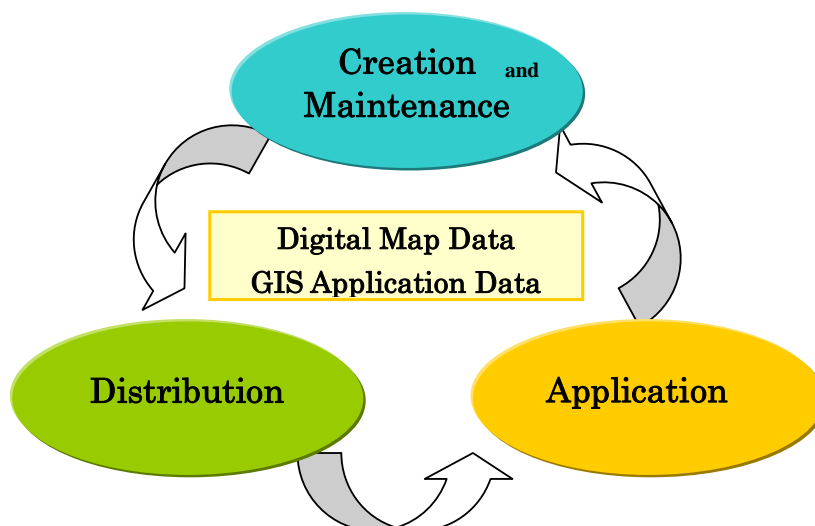 Creation and
Maintenance
Digital Map Data
GIS Application Data
Distribution
Application